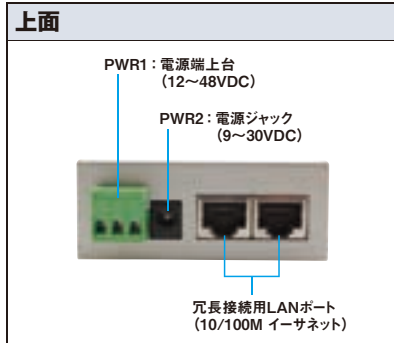 上面
PWR1：電源端上台
（12～48VDC）
PWR2：電源ジャック
（9～30VDC）
冗長接続用LANポート
（10/100M イーサネット）